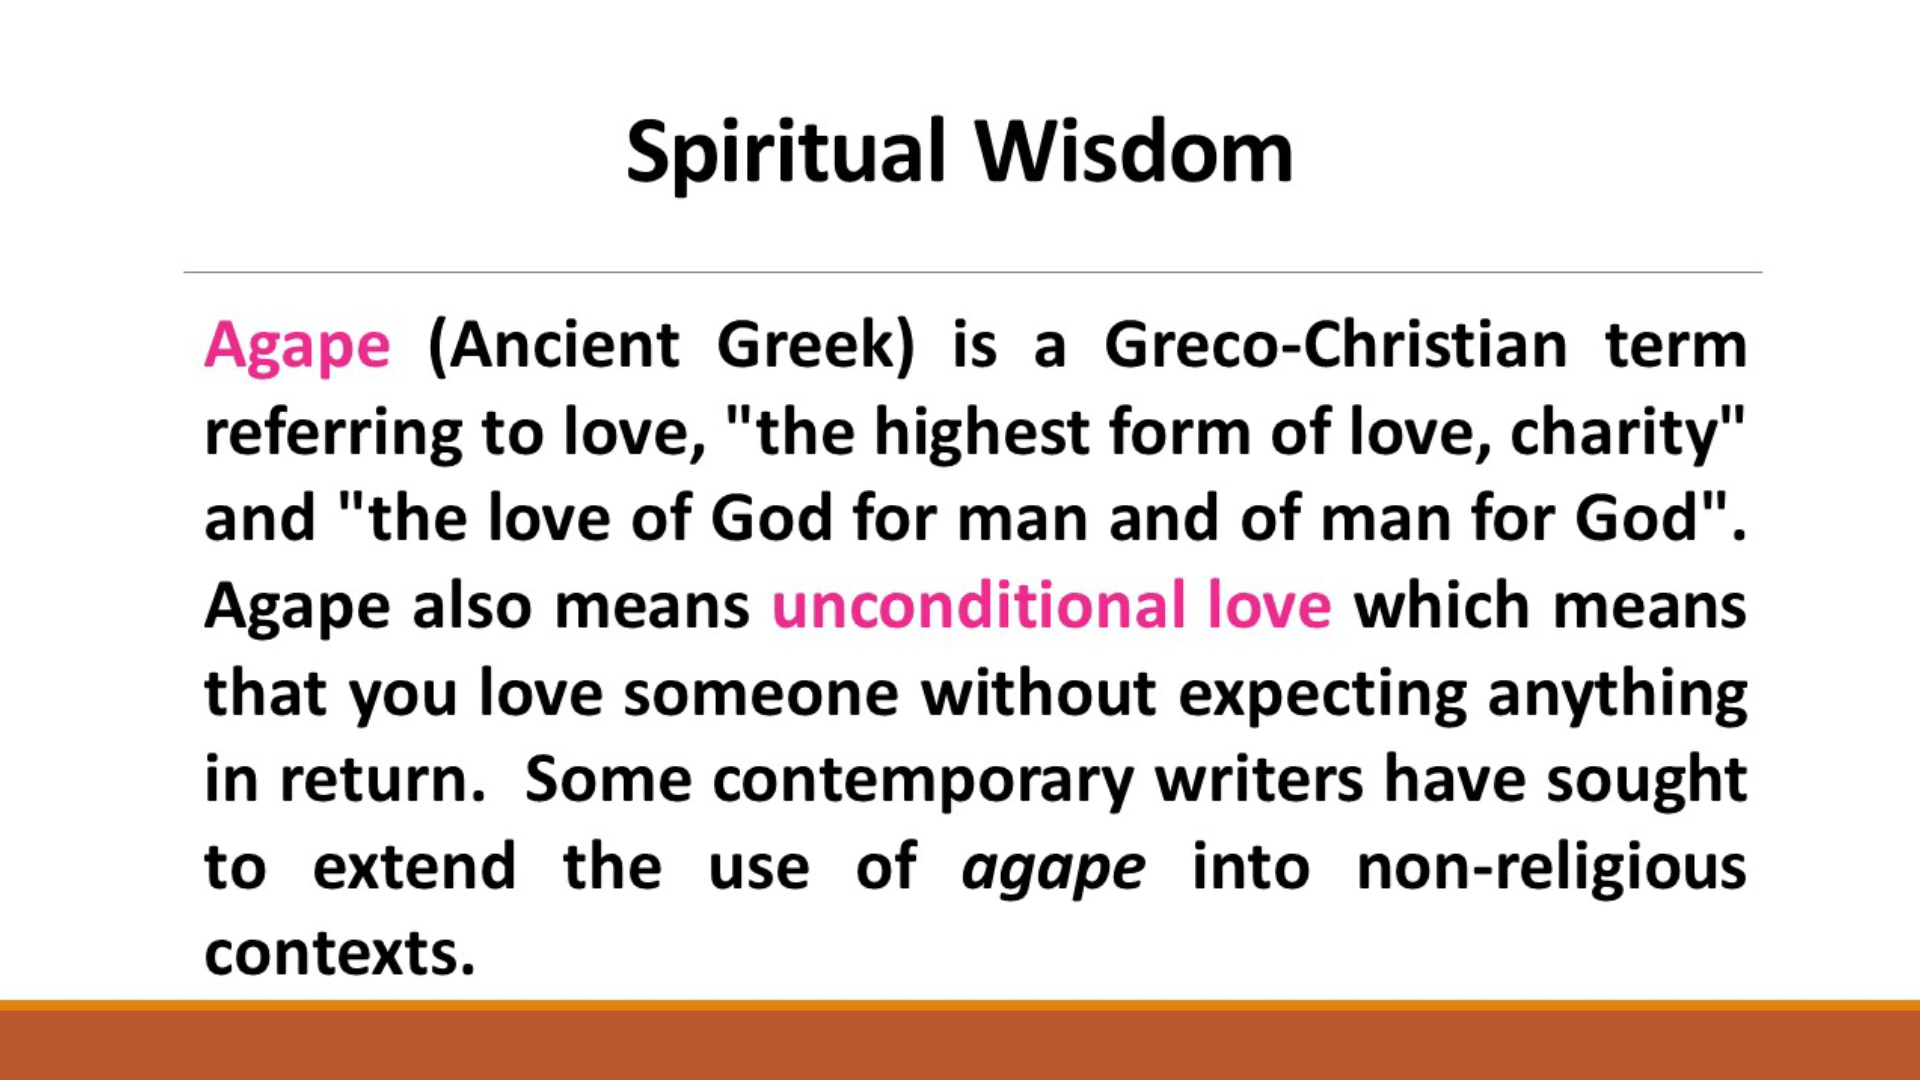 Spiritual Wisdom
Agape (Ancient Greek) is a Greco-Christian term
referring to love, "the highest form of love, charity"
and "the love of God for man and of man for God".
Agape also means unconditional love which means
that you love someone without expecting anything
in return.  Some contemporary writers have sought
to extend the use of agape into non-religious
contexts.